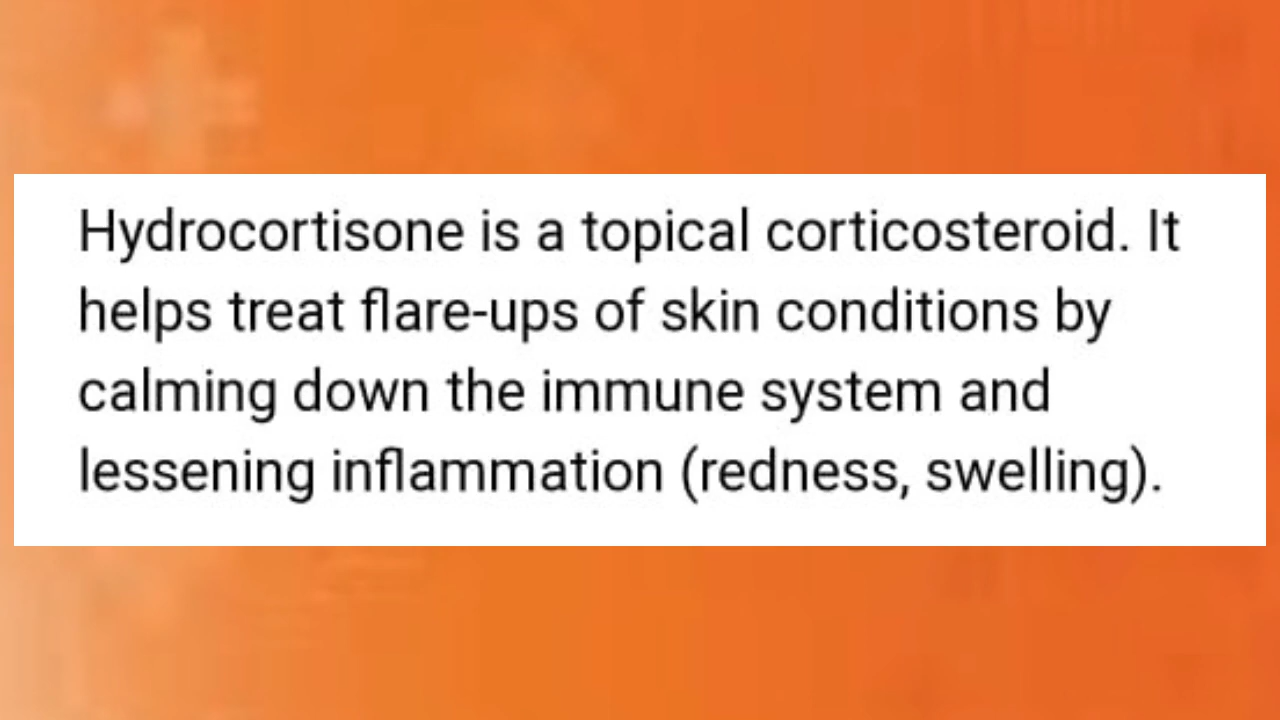 Hydrocortisone is a topical corticosteroid. It
helps treat flare-ups of skin conditions by
calming down the immune system and
lessening inflammation (redness, swelling).